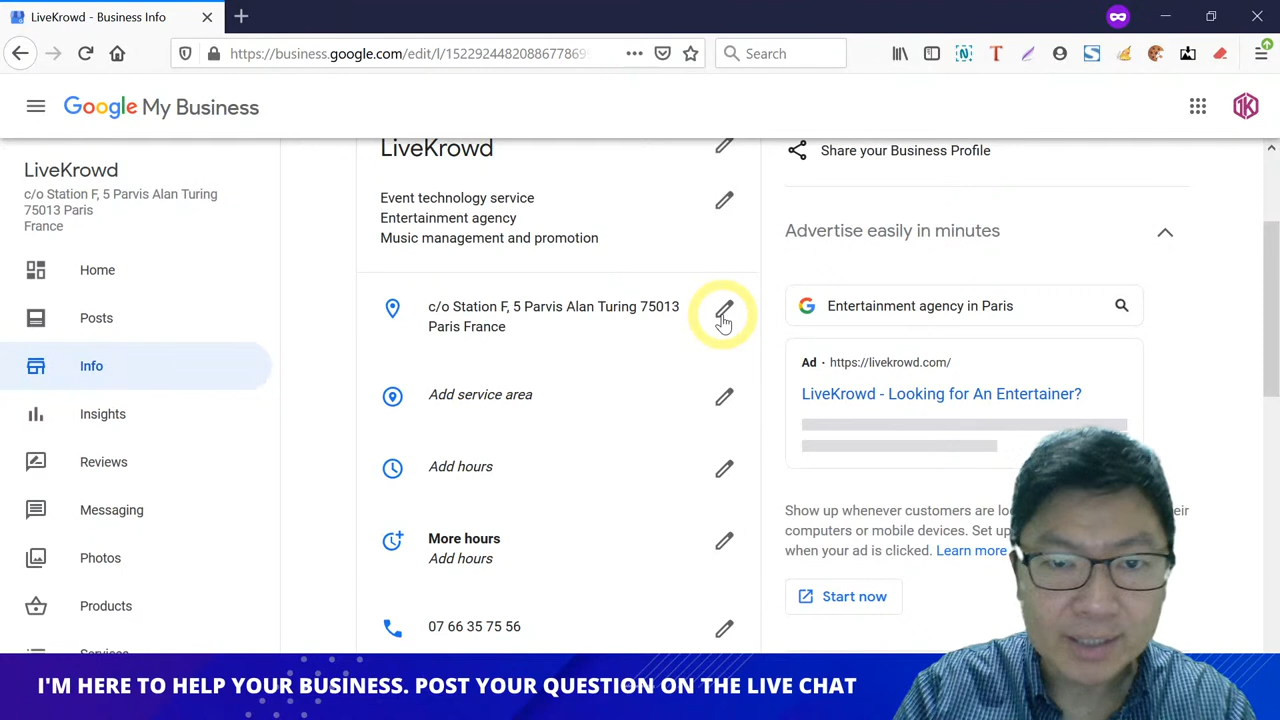 LiveKrowd - Business Info
https://business.google.com/edit/l/15229244820886778695
Search
Google My Business
LiveKrowd
c/o Station F, 5 Parvis Alan Turing
75013 Paris
France
Home
Posts
Info
Insights
Reviews
Messaging
Photos
Products
Services
LiveKrowd
Event technology service
Entertainment agency
Music management and promotion
c/o Station F, 5 Parvis Alan Turing 75013
Paris France
Add service area
Add hours
More hours
Add hours
07 66 35 75 56
Share your Business Profile
Advertise easily in minutes
Entertainment agency in Paris
Ad · https://livekrowd.com/
LiveKrowd - Looking for An Entertainer?
Show up whenever customers are loo their
computers or mobile devices. Set up
when your ad is clicked. Learn more
Start now
I'M HERE TO HELP YOUR BUSINESS. POST YOUR QUESTION ON THE LIVE CHAT